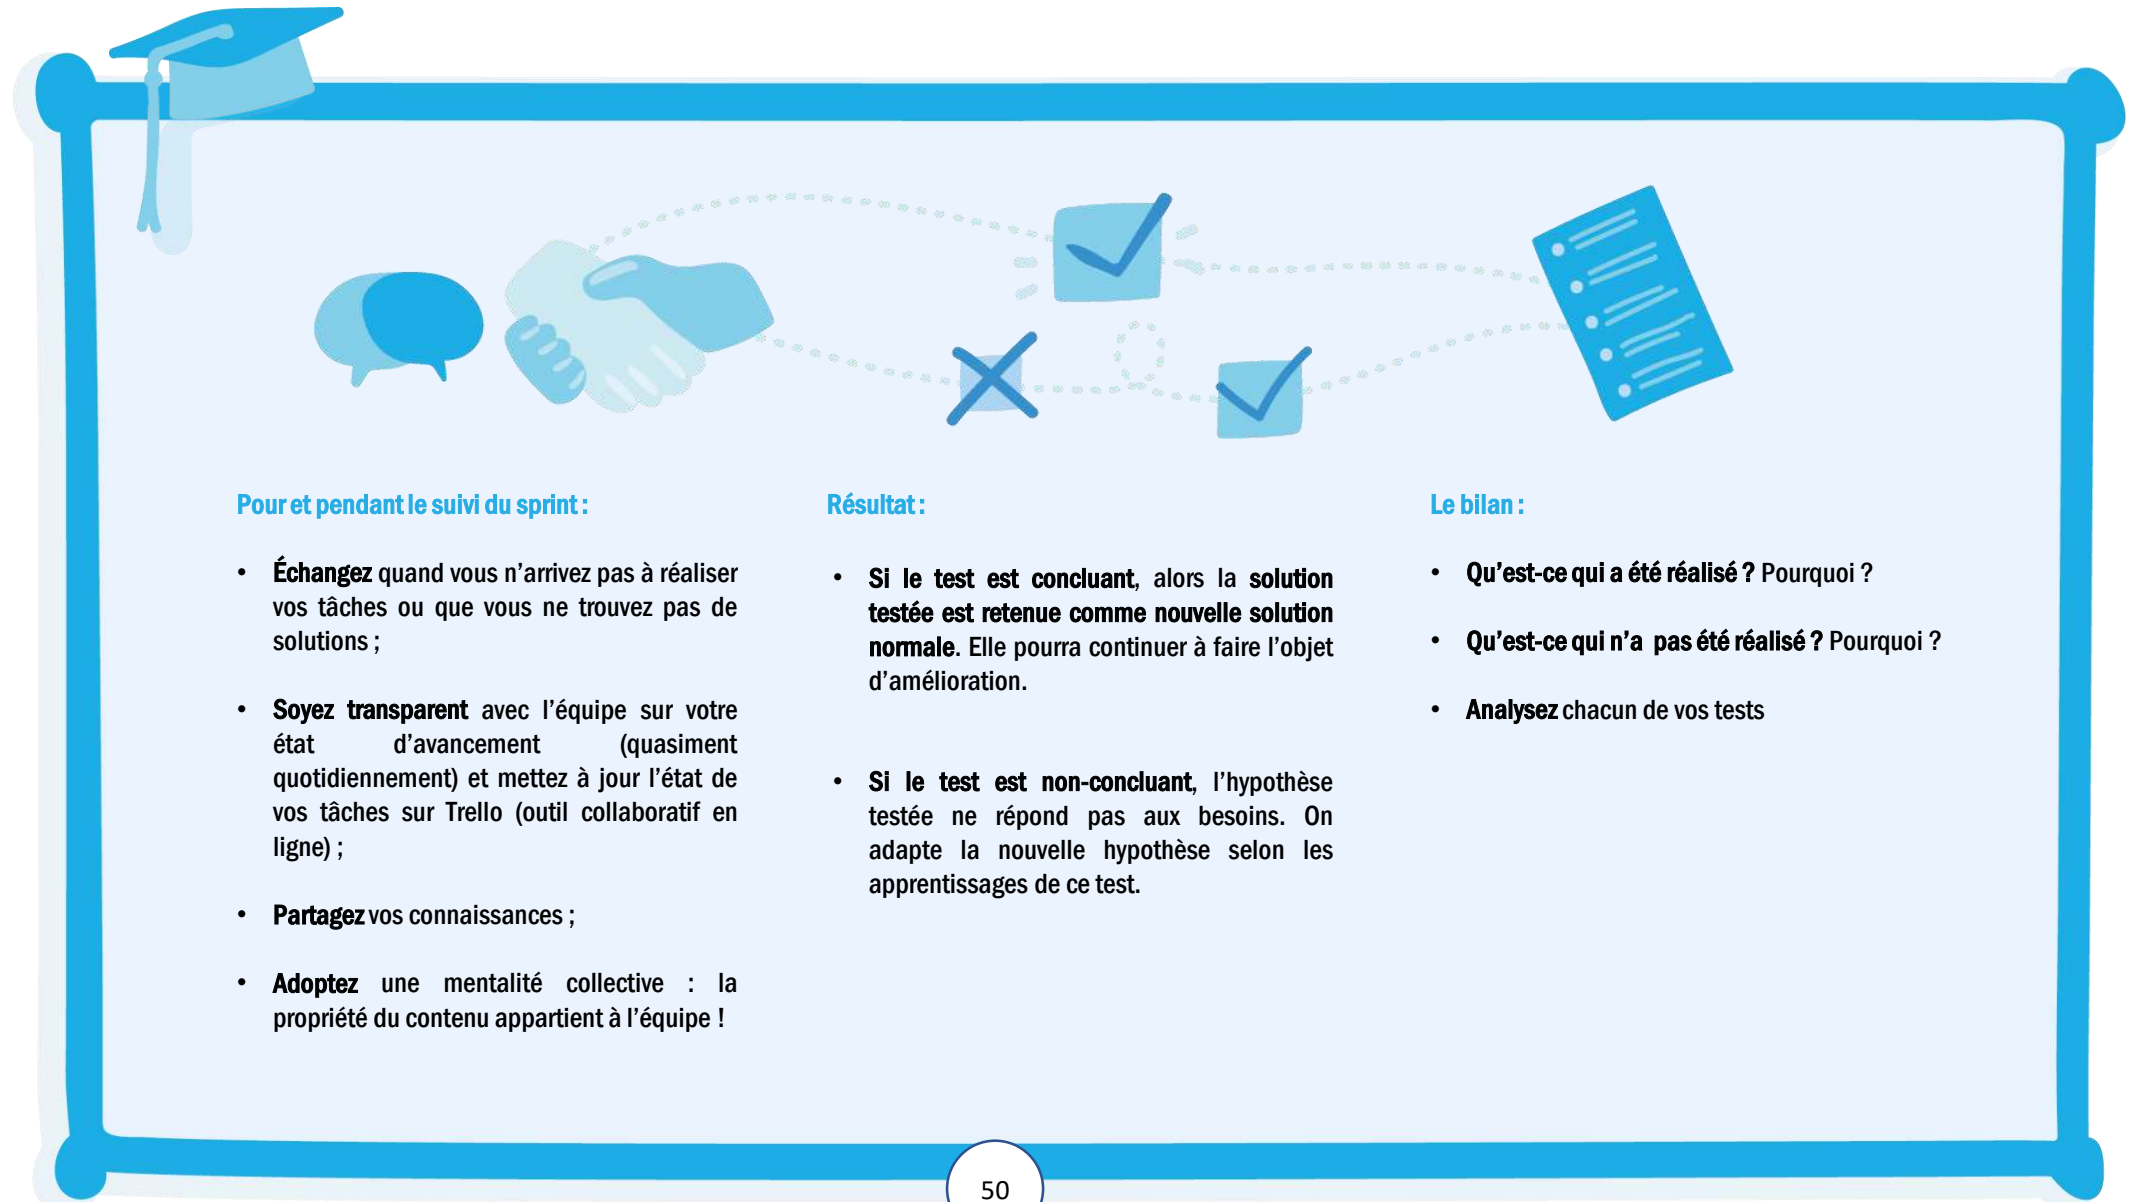 Pour et pendant le suivi du sprint :
• Échangez quand vous n’arrivez pas à réaliser
vos tâches ou que vous ne trouvez pas de
solutions ;
• Soyez transparent avec l’équipe sur votre
état d’avancement (quasiment
quotidiennement) et mettez à jour l’état de
vos tâches sur Trello (outil collaboratif en
ligne) ;
• Partagez vos connaissances ;
• Adoptez une mentalité collective : la
propriété du contenu appartient à l’équipe !
Résultat :
• Si le test est concluant, alors la solution
testée est retenue comme nouvelle solution
normale. Elle pourra continuer à faire l’objet
d’amélioration.
• Si le test est non-concluant, l’hypothèse
testée ne répond pas aux besoins. On
adapte la nouvelle hypothèse selon les
apprentissages de ce test.
Le bilan :
• Qu’est-ce qui a été réalisé ? Pourquoi ?
• Qu’est-ce qui n’a pas été réalisé ? Pourquoi ?
• Analysez chacun de vos tests
50